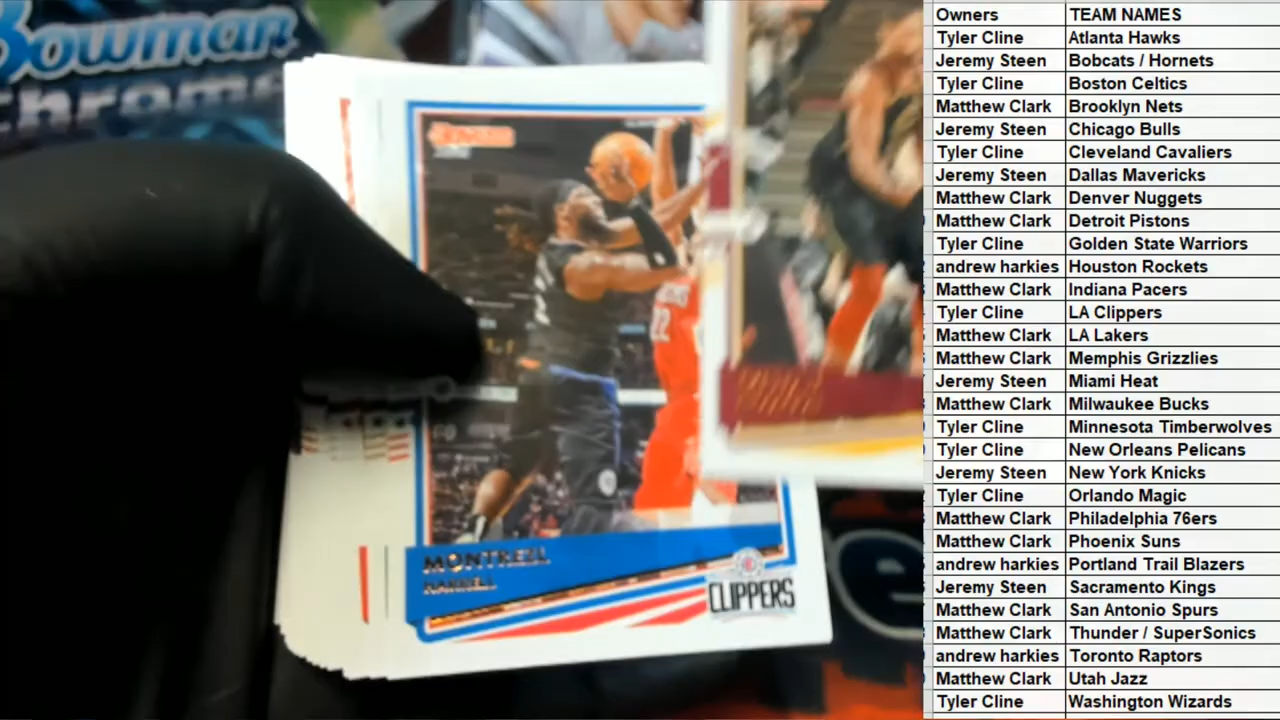 Bowman
Chrome
Donruss
22
MONTREZL
HARRELL
CLIPPERS
Owners TEAM NAMES
Tyler Cline Atlanta Hawks
Jeremy Steen Bobcats / Hornets
Tyler Cline Boston Celtics
Matthew Clark Brooklyn Nets
Jeremy Steen Chicago Bulls
Tyler Cline Cleveland Cavaliers
Jeremy Steen Dallas Mavericks
Matthew Clark Denver Nuggets
Matthew Clark Detroit Pistons
Tyler Cline Golden State Warriors
andrew harkies Houston Rockets
Matthew Clark Indiana Pacers
Tyler Cline LA Clippers
Matthew Clark LA Lakers
Matthew Clark Memphis Grizzlies
Jeremy Steen Miami Heat
Matthew Clark Milwaukee Bucks
Tyler Cline Minnesota Timberwolves
Tyler Cline New Orleans Pelicans
Jeremy Steen New York Knicks
Tyler Cline Orlando Magic
Matthew Clark Philadelphia 76ers
Matthew Clark Phoenix Suns
andrew harkies Portland Trail Blazers
Jeremy Steen Sacramento Kings
Matthew Clark San Antonio Spurs
Matthew Clark Thunder / SuperSonics
andrew harkies Toronto Raptors
Matthew Clark Utah Jazz
Tyler Cline Washington Wizards